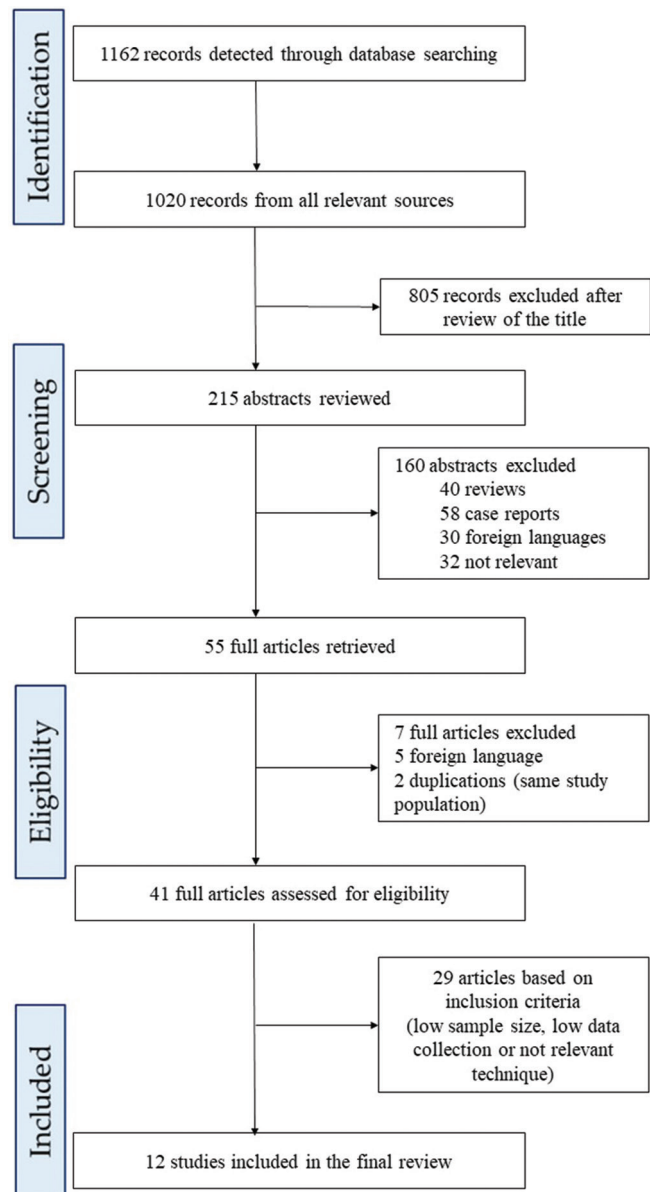 Identification
1162 records detected through database searching
1020 records from all relevant sources
805 records excluded after
review of the title
Screening
215 abstracts reviewed
160 abstracts excluded
40 reviews
58 case reports
30 foreign languages
32 not relevant
55 full articles retrieved
Eligibility
7 full articles excluded
5 foreign language
2 duplications (same study
population)
41 full articles assessed for eligibility
29 articles based on
inclusion criteria
(low sample size, low data
collection or not relevant
technique)
Included
12 studies included in the final review